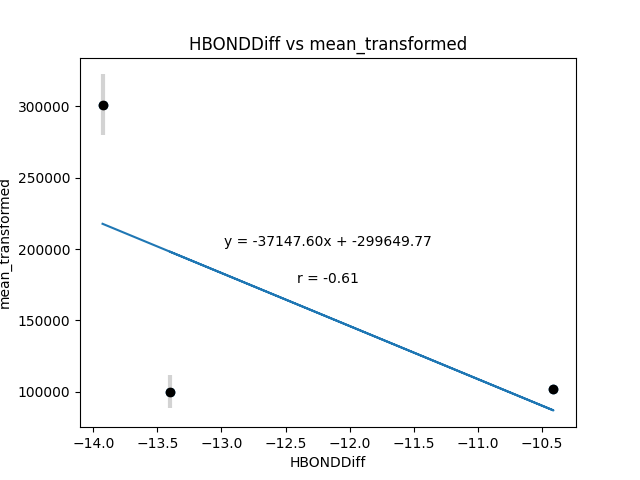 HBONDDiff vs mean_transformed
mean_transformed
300000
250000
200000
150000
100000
y = -37147.60x + -299649.77
r = -0.61
−14.0 −13.5 −13.0 −12.5 −12.0 −11.5 −11.0 −10.5
HBONDDiff